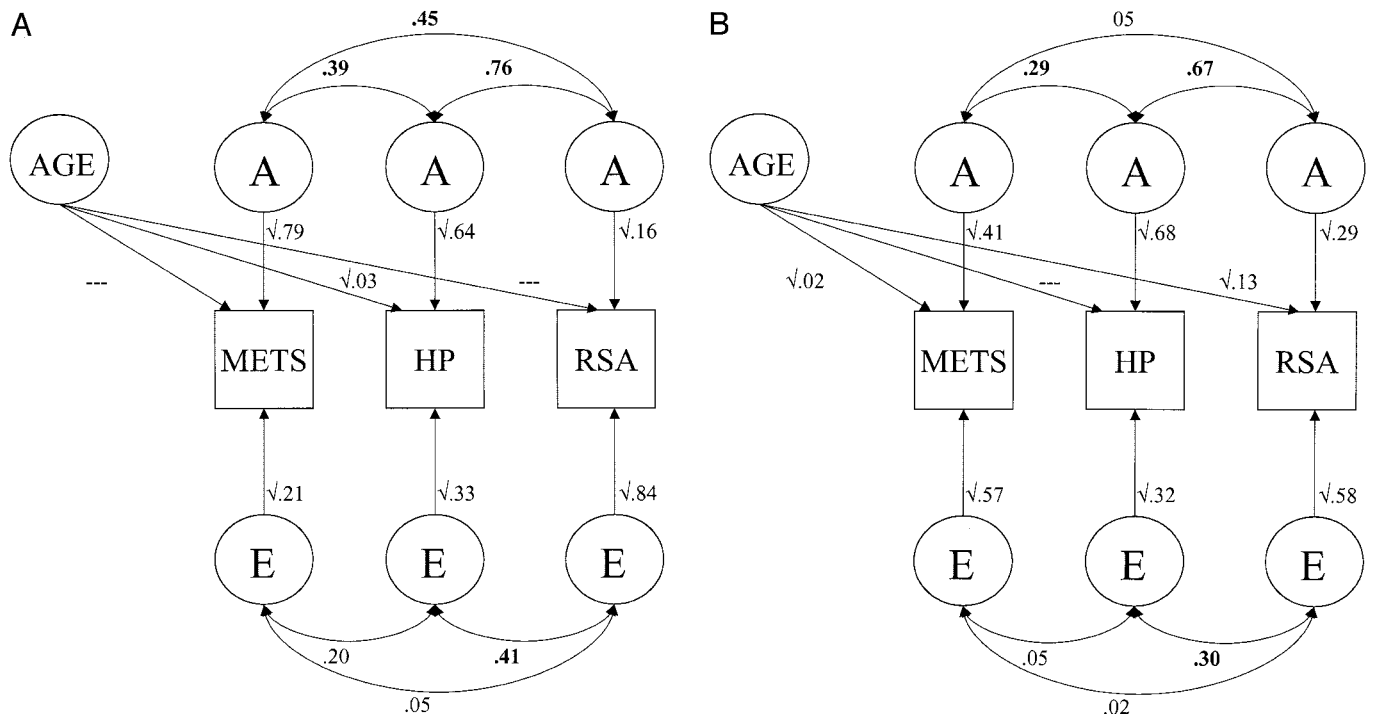 A
.45
.39 .76
AGE A A A
√.79 √.64 √.16
--- √.03 ---
METS HP RSA
√.21 √.33 √.84
E E E
.20 .41
.05
B
05
.29 .67
AGE A A A
√.41 √.68 √.29
√.02 --- √.13
METS HP RSA
√.57 √.32 √.58
E E E
.05 .30
.02